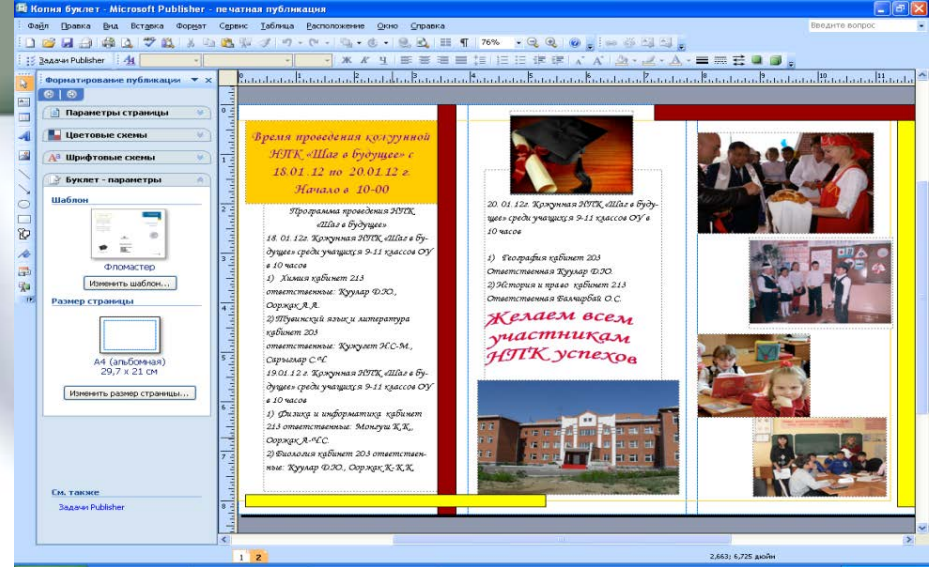 Копия буклет - Microsoft Publisher - печатная публикация
Файл Правка Вид Вставка Формат Сервис Таблица Расположение Окно Справка
Введите вопрос
76%
Задачи Publisher
Форматирование публикации
Параметры страницы
Цветовые схемы
Шрифтовые схемы
Буклет - параметры
Шаблон
Фломастер
Изменить шаблон...
Размер страницы
A4 (альбомная)
29,7 x 21 см
Изменить размер страницы...
См. также
Задачи Publisher
Время проведения кожуунной
НПК «Шаг в будущее» с
18.01.12 по 20.01.12 г.
Начало в 10-00
Программа проведения НПК
«Шаг в будущее»
18. 01. 12г. Кожунная НПК «Шаг в бу-
дущее» среди учащихся 9-11 классов ОУ
в 10 часов
1) Химия кабинет 213
ответственные: Куулар Ф.Ю.,
Ооржак А.А.
2) Тувинский язык и литература
кабинет 203
ответственные: Кужугет Н.С-М.,
Сарыглар С.Ч.
19.01.12 г. Кожунная НПК «Шаг в бу-
дущее» среди учащихся 9-11 классов ОУ
в 10 часов
1) Физика и информатика кабинет
213 ответственные: Монгуш К.К.,
Ооржак А-Ч.С.
2) Биология кабинет 203 ответствен-
ные: Куулар Ф.Ю., Ооржак К-К.К.
20. 01. 12г. Кожунная НПК «Шаг в буду-
щее» среди учащихся 9-11 классов ОУ в
10 часов
1) География кабинет 203
Ответственная Куулар Ф.Ю.
2) История и право кабинет 213
Ответственная Балчырбай О.С.
Желаем всем
участникам
НПК успехов
1 2
2,663; 6,725 дюйм